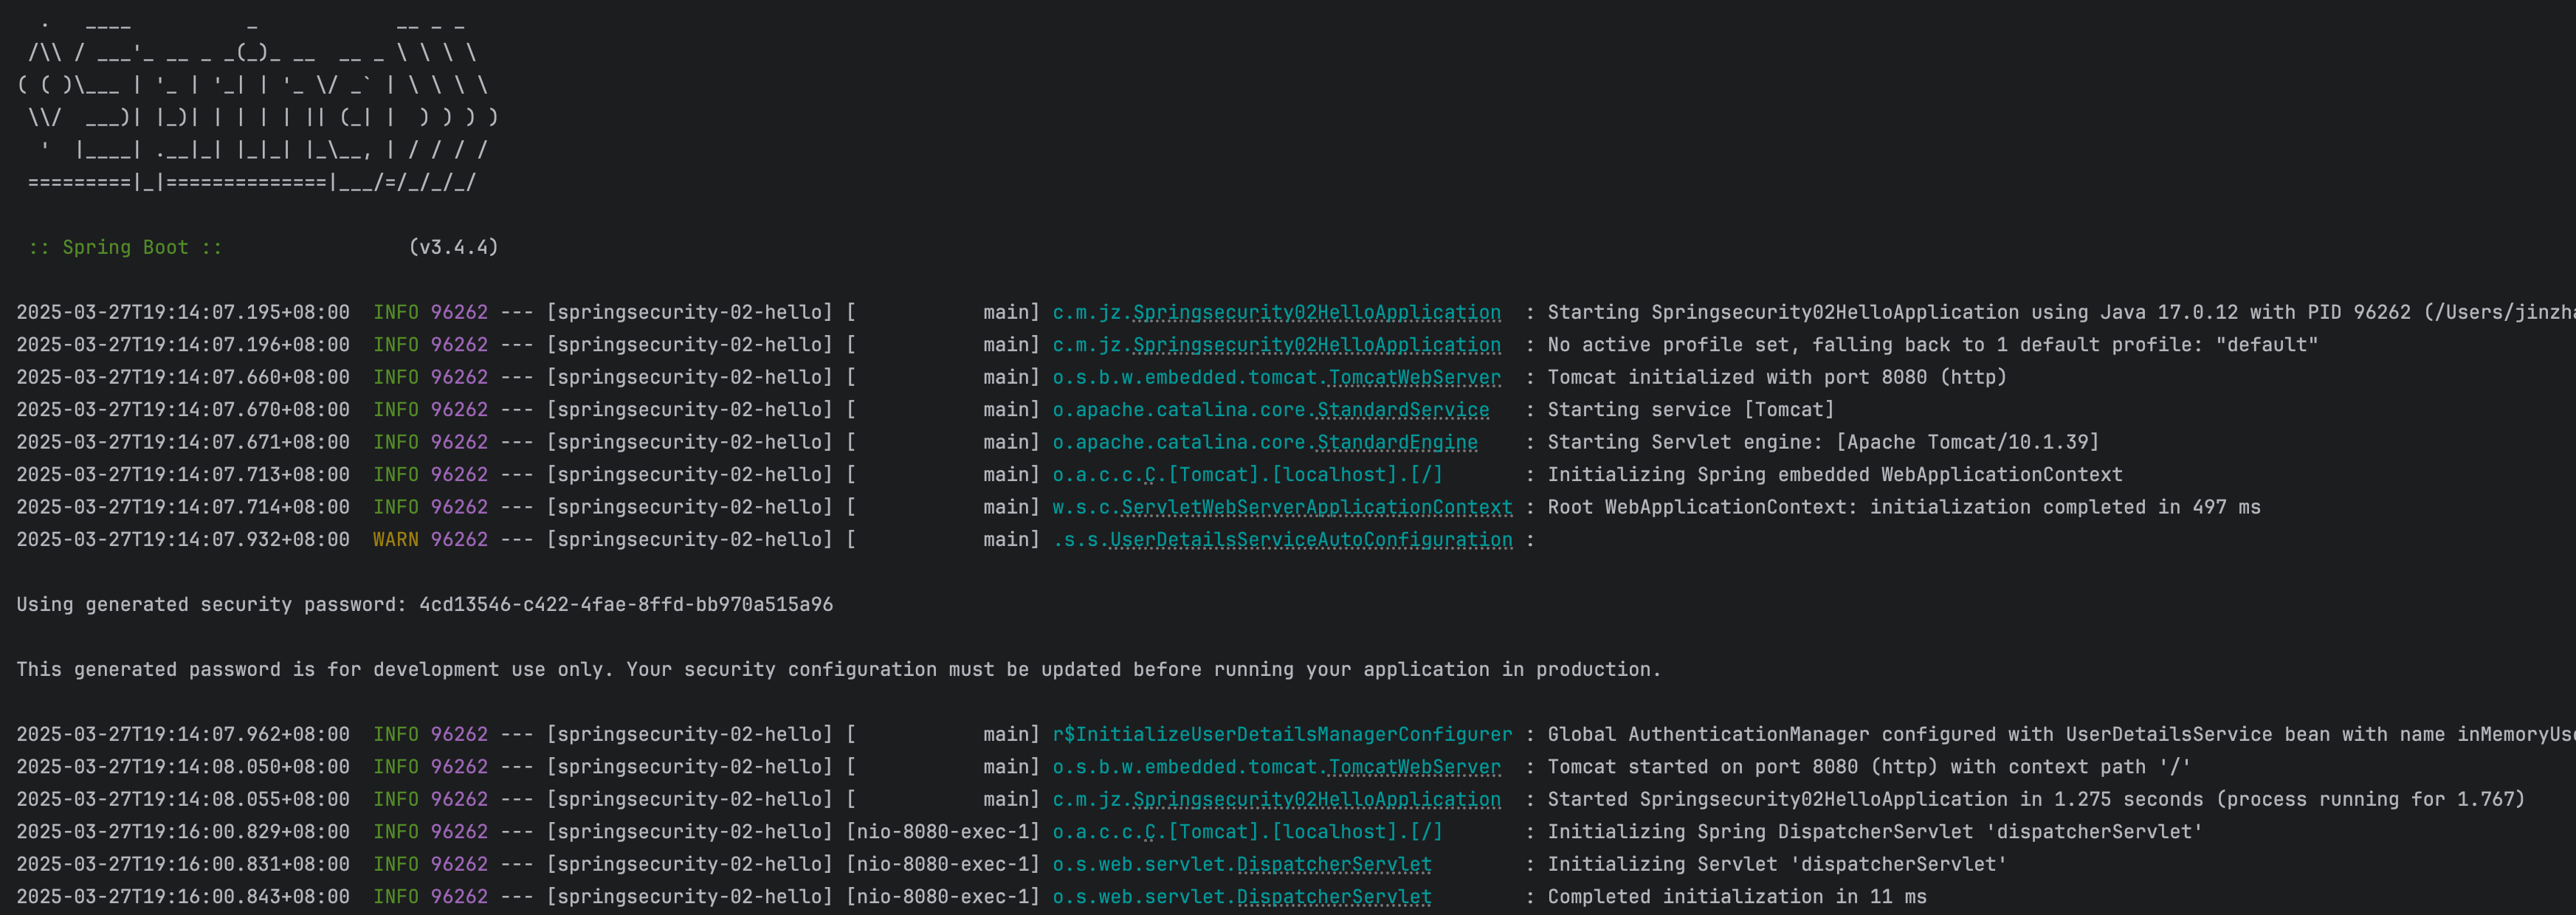 .   ____          _            __ _ _
 /\\ / ___'_ __ _ _(_)_ __  __ _ \ \ \ \
( ( )\___ | '_ | '_| | '_ \/ _` | \ \ \ \
 \\/  ___)| |_)| | | | | || (_| |  ) ) ) )
  '  |____| .__|_| |_|_| |_\__, | / / / /
 =========|_|==============|___/=/_/_/_/
 :: Spring Boot ::                (v3.4.4)
2025-03-27T19:14:07.195+08:00  INFO 96262 --- [springsecurity-02-hello] [           main] c.m.jz.Springsecurity02HelloApplication  : Starting Springsecurity02HelloApplication using Java 17.0.12 with PID 96262 (/Users/jinzha
2025-03-27T19:14:07.196+08:00  INFO 96262 --- [springsecurity-02-hello] [           main] c.m.jz.Springsecurity02HelloApplication  : No active profile set, falling back to 1 default profile: "default"
2025-03-27T19:14:07.660+08:00  INFO 96262 --- [springsecurity-02-hello] [           main] o.s.b.w.embedded.tomcat.TomcatWebServer  : Tomcat initialized with port 8080 (http)
2025-03-27T19:14:07.670+08:00  INFO 96262 --- [springsecurity-02-hello] [           main] o.apache.catalina.core.StandardService   : Starting service [Tomcat]
2025-03-27T19:14:07.671+08:00  INFO 96262 --- [springsecurity-02-hello] [           main] o.apache.catalina.core.StandardEngine    : Starting Servlet engine: [Apache Tomcat/10.1.39]
2025-03-27T19:14:07.713+08:00  INFO 96262 --- [springsecurity-02-hello] [           main] o.a.c.c.C.[Tomcat].[localhost].[/]       : Initializing Spring embedded WebApplicationContext
2025-03-27T19:14:07.714+08:00  INFO 96262 --- [springsecurity-02-hello] [           main] w.s.c.ServletWebServerApplicationContext : Root WebApplicationContext: initialization completed in 497 ms
2025-03-27T19:14:07.932+08:00  WARN 96262 --- [springsecurity-02-hello] [           main] .s.s.UserDetailsServiceAutoConfiguration :
Using generated security password: 4cd13546-c422-4fae-8ffd-bb970a515a96
This generated password is for development use only. Your security configuration must be updated before running your application in production.
2025-03-27T19:14:07.962+08:00  INFO 96262 --- [springsecurity-02-hello] [           main] r$InitializeUserDetailsManagerConfigurer : Global AuthenticationManager configured with UserDetailsService bean with name inMemoryUse
2025-03-27T19:14:08.050+08:00  INFO 96262 --- [springsecurity-02-hello] [           main] o.s.b.w.embedded.tomcat.TomcatWebServer  : Tomcat started on port 8080 (http) with context path '/'
2025-03-27T19:14:08.055+08:00  INFO 96262 --- [springsecurity-02-hello] [           main] c.m.jz.Springsecurity02HelloApplication  : Started Springsecurity02HelloApplication in 1.275 seconds (process running for 1.767)
2025-03-27T19:16:00.829+08:00  INFO 96262 --- [springsecurity-02-hello] [nio-8080-exec-1] o.a.c.c.C.[Tomcat].[localhost].[/]       : Initializing Spring DispatcherServlet 'dispatcherServlet'
2025-03-27T19:16:00.831+08:00  INFO 96262 --- [springsecurity-02-hello] [nio-8080-exec-1] o.s.web.servlet.DispatcherServlet        : Initializing Servlet 'dispatcherServlet'
2025-03-27T19:16:00.843+08:00  INFO 96262 --- [springsecurity-02-hello] [nio-8080-exec-1] o.s.web.servlet.DispatcherServlet        : Completed initialization in 11 ms